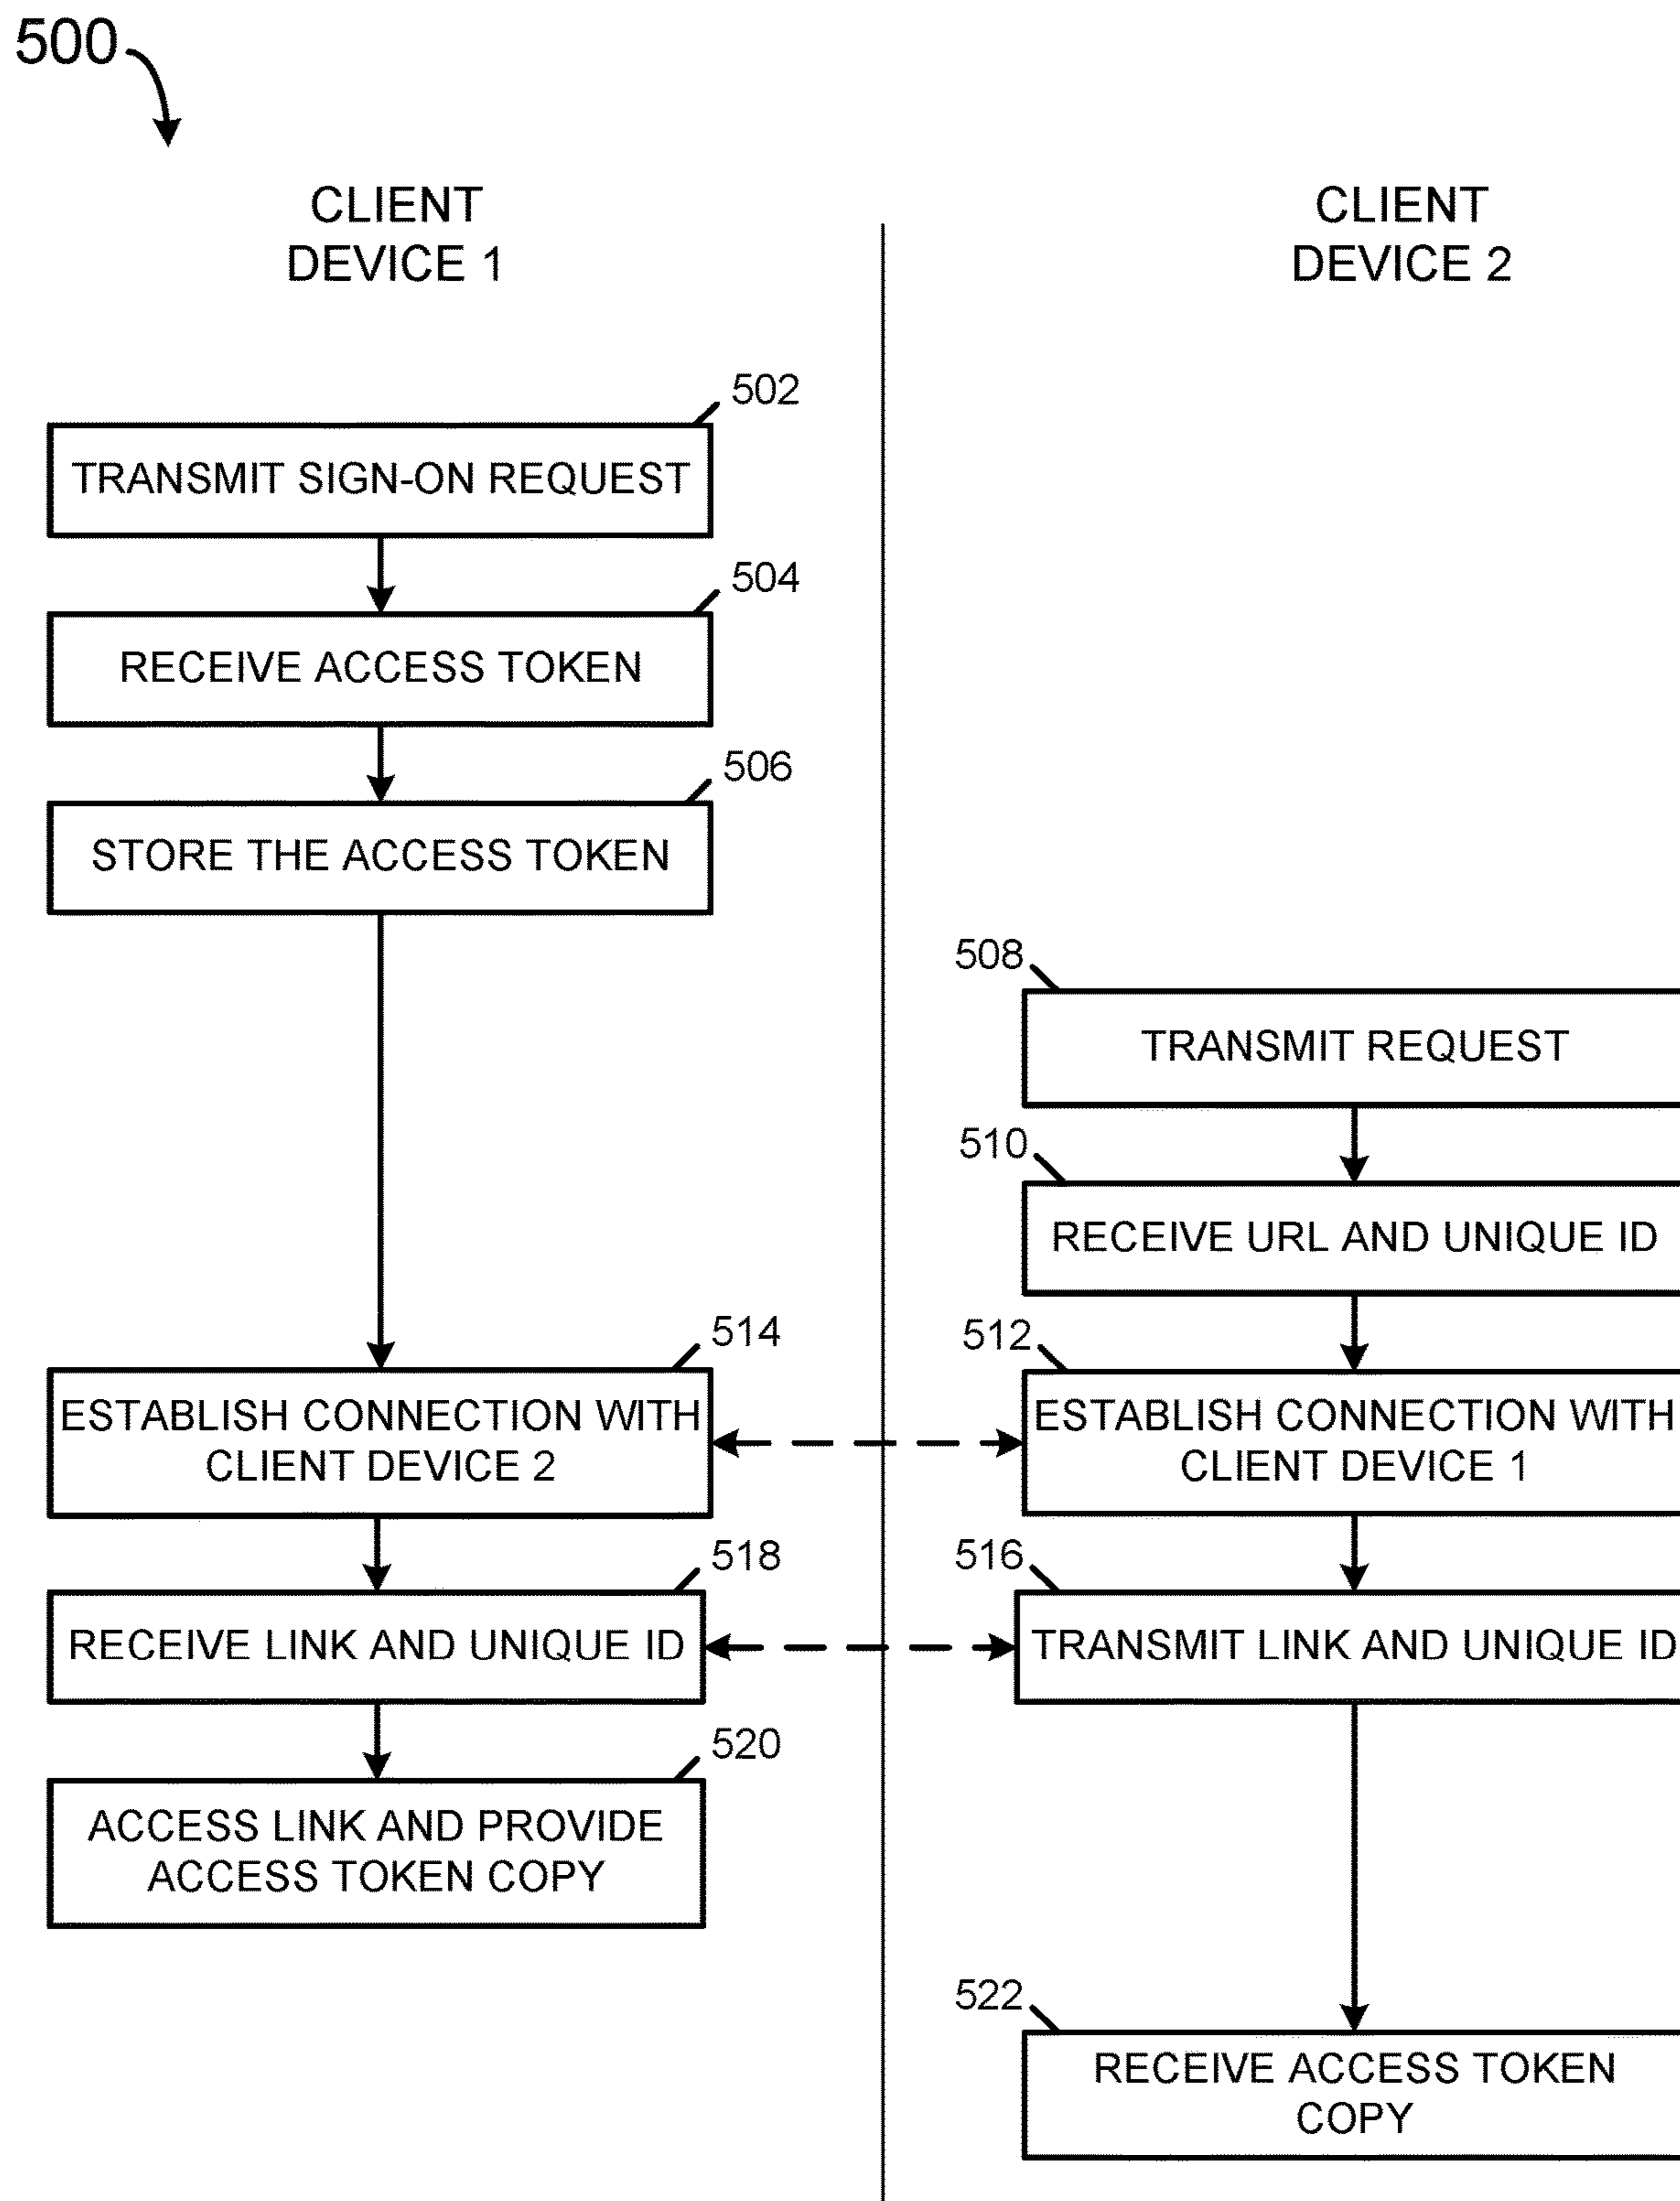 500
CLIENT
DEVICE 1
CLIENT
DEVICE 2
502
TRANSMIT SIGN-ON REQUEST
504
RECEIVE ACCESS TOKEN
506
STORE THE ACCESS TOKEN
508
TRANSMIT REQUEST
510
RECEIVE URL AND UNIQUE ID
514
ESTABLISH CONNECTION WITH
CLIENT DEVICE 2
512
ESTABLISH CONNECTION WITH
CLIENT DEVICE 1
518
RECEIVE LINK AND UNIQUE ID
516
TRANSMIT LINK AND UNIQUE ID
520
ACCESS LINK AND PROVIDE
ACCESS TOKEN COPY
522
RECEIVE ACCESS TOKEN
COPY